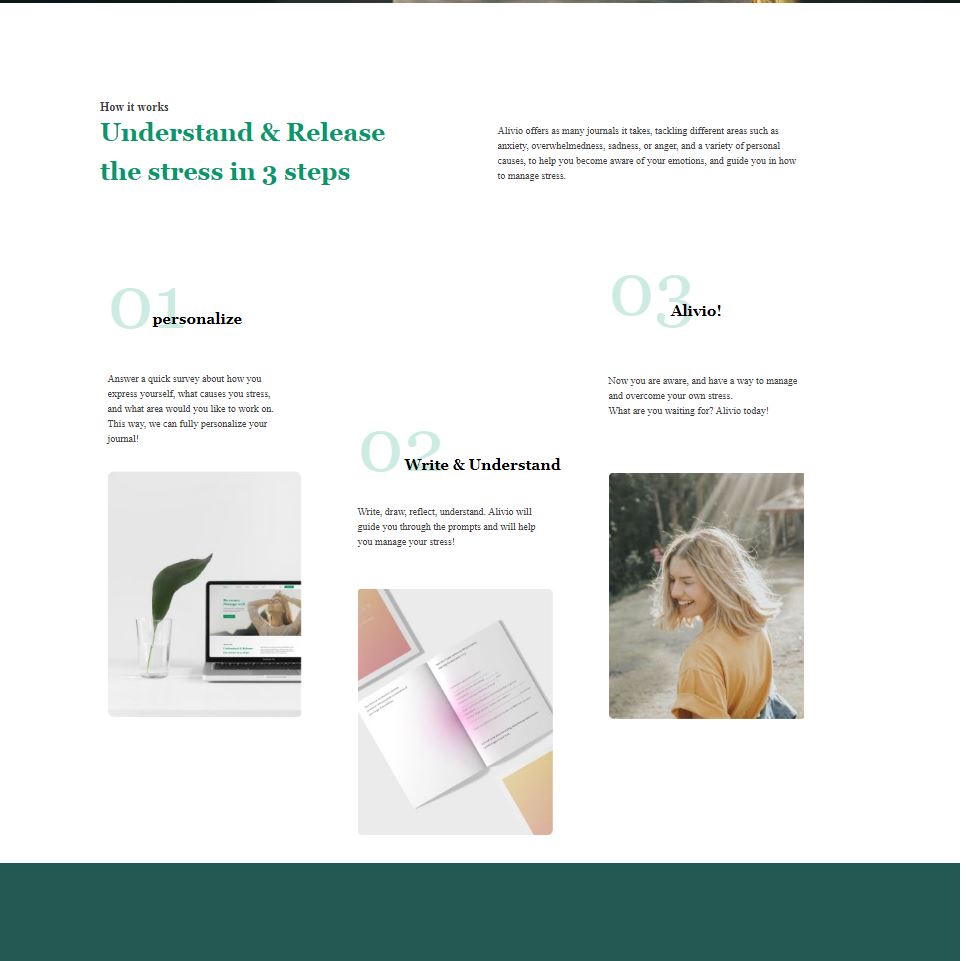 How it works
Understand & Release
the stress in 3 steps
Alivio offers as many journals it takes, tackling different areas such as
anxiety, overwhelmedness, sadness, or anger, and a variety of personal
causes, to help you become aware of your emotions, and guide you in how
to manage stress.
01
personalize
Answer a quick survey about how you
express yourself, what causes you stress,
and what area would you like to work on.
This way, we can fully personalize your
journal!
02
Write & Understand
Write, draw, reflect, understand. Alivio will
guide you through the prompts and will help
you manage your stress!
03
Alivio!
Now you are aware, and have a way to manage
and overcome your own stress.
What are you waiting for? Alivio today!